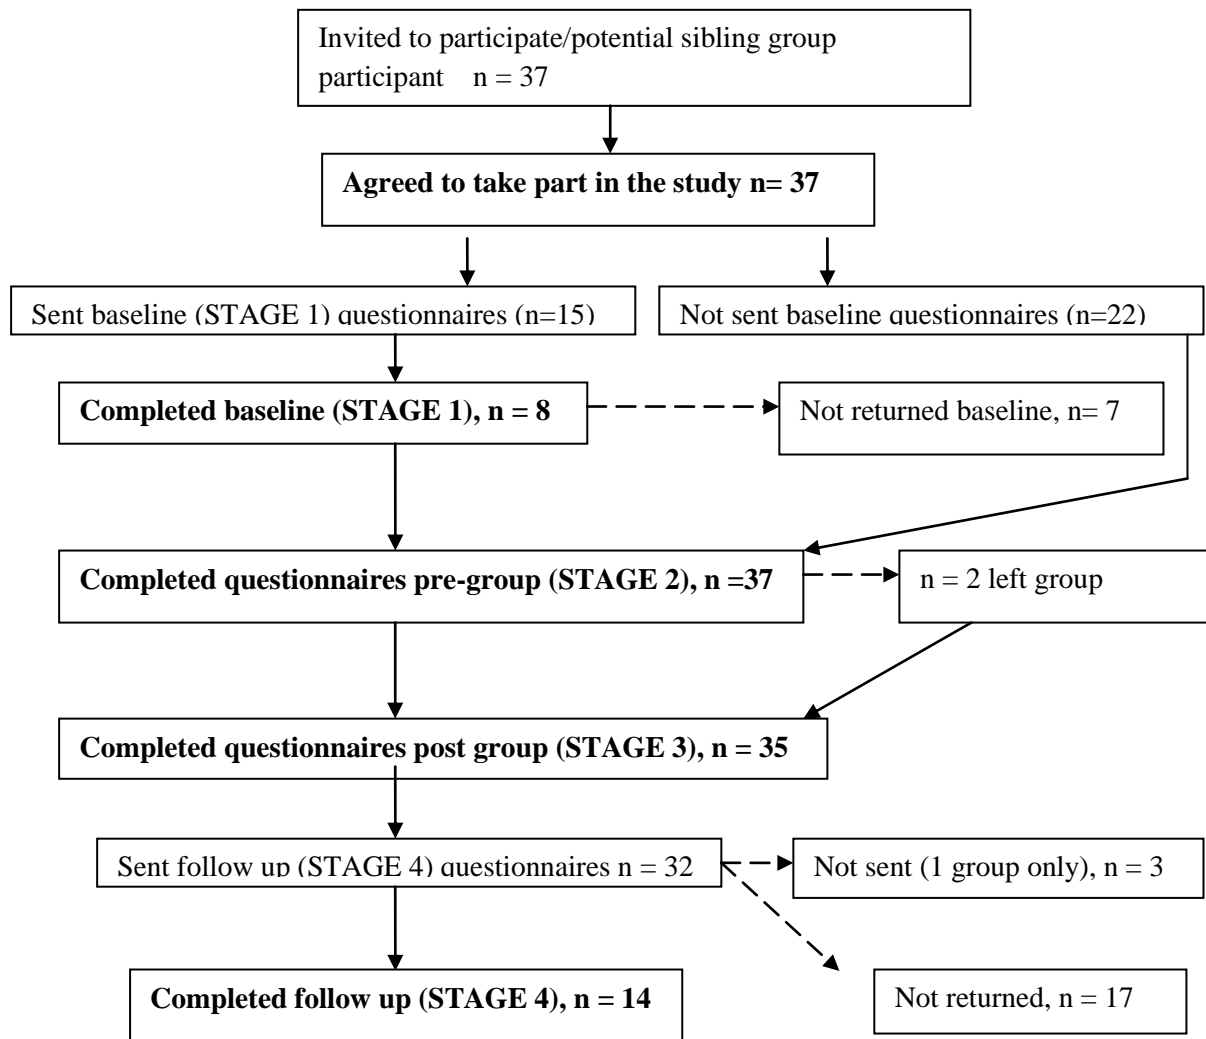 Invited to participate/potential sibling group
participant n = 37
Agreed to take part in the study n= 37
Sent baseline (STAGE 1) questionnaires (n=15)
Not sent baseline questionnaires (n=22)
Completed baseline (STAGE 1), n = 8
Not returned baseline, n= 7
Completed questionnaires pre-group (STAGE 2), n =37
n = 2 left group
Completed questionnaires post group (STAGE 3), n = 35
Sent follow up (STAGE 4) questionnaires n = 32
Not sent (1 group only), n = 3
Completed follow up (STAGE 4), n = 14
Not returned, n = 17